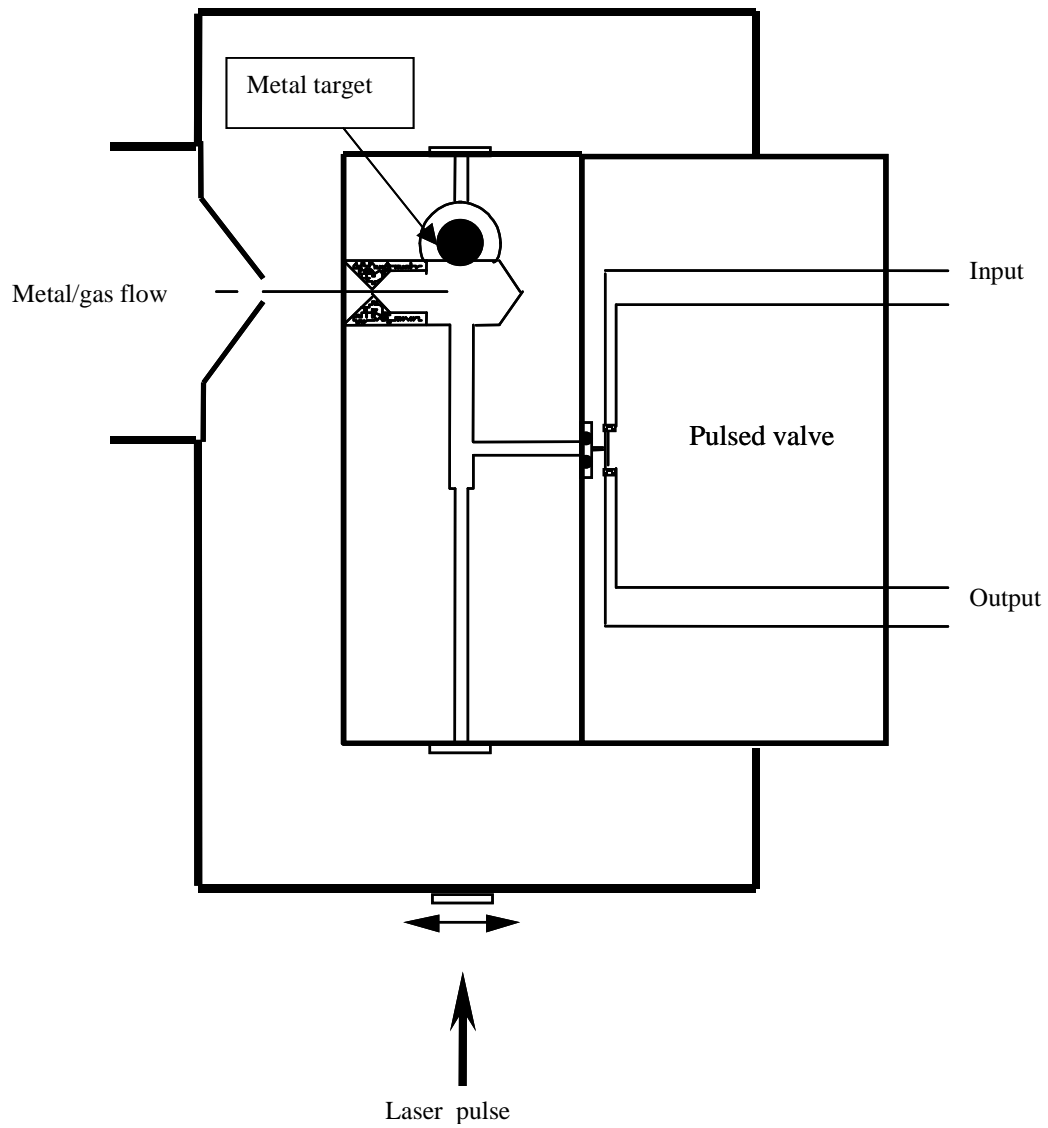 Metal target
Input
Metal/gas flow
Pulsed valve
Output
Laser pulse